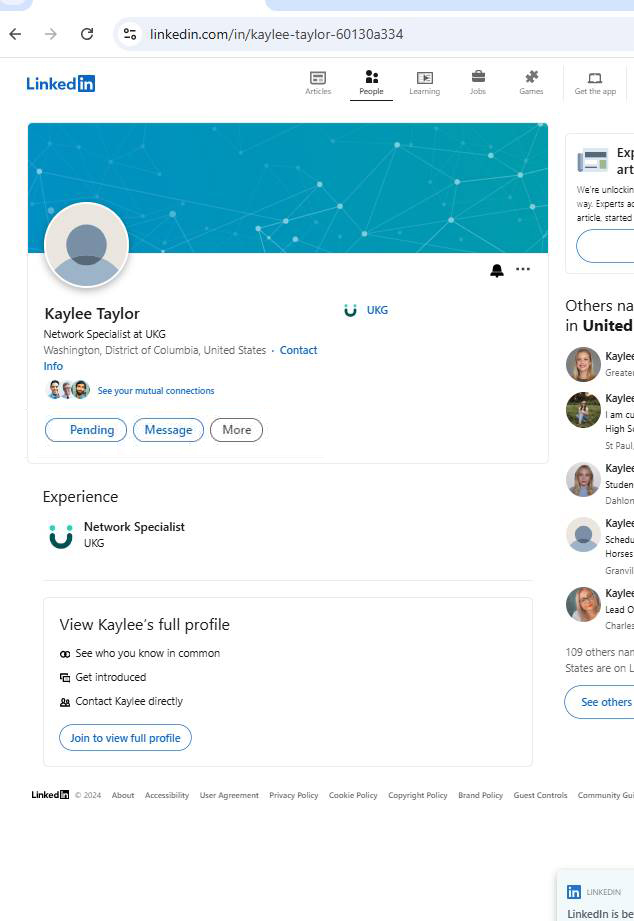 linkedin.com/in/kaylee-taylor-60130a334
Linked in
Articles
People
Learning
Jobs
Games
Get the app
Kaylee Taylor
UKG
Network Specialist at UKG
Washington, District of Columbia, United States · Contact
Info
See your mutual connections
Pending
Message
More
Experience
Network Specialist
UKG
View Kaylee's full profile
See who you know in common
Get introduced
Contact Kaylee directly
Join to view full profile
Exp
art
We're unlockin
way. Experts ad
article, started
Others na
in United
Kaylee
Greate
Kaylee
I am cu
High Sc
St Paul,
Kaylee
Studen
Dahlon
Kaylee
Schedu
Horses
Granvil
Kaylee
Lead O
Charles
109 others nam
States are on L
See others
Linked in © 2024 About Accessibility User Agreement Privacy Policy Cookie Policy Copyright Policy Brand Policy Guest Controls Community Gui
in LINKEDIN
LinkedIn is be